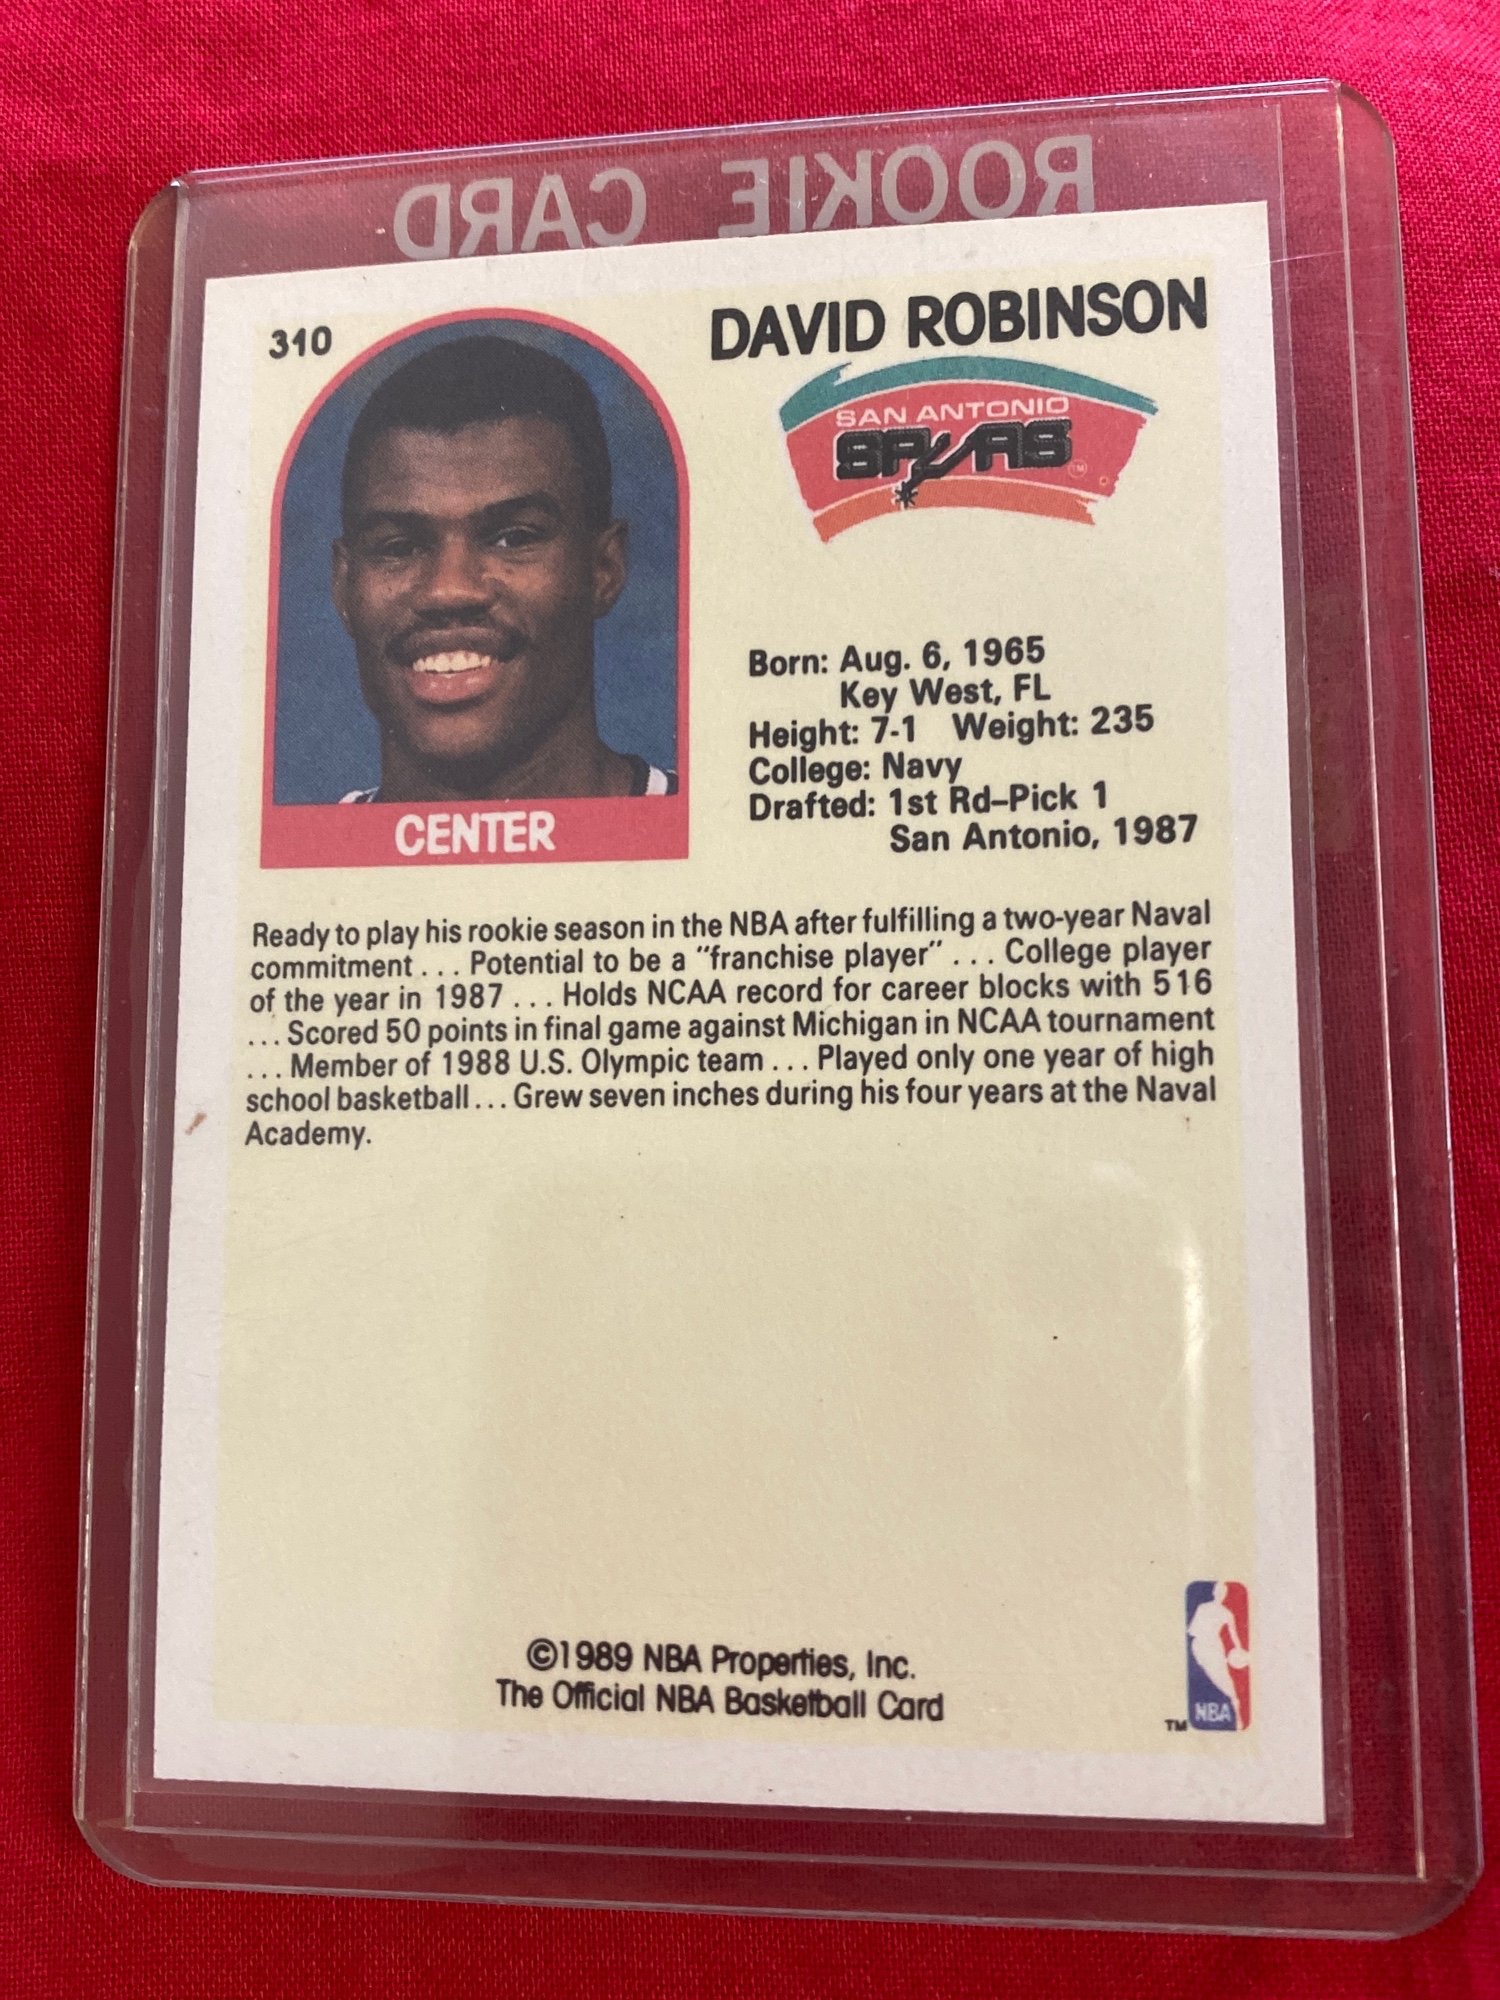 ROOKIE CARD
310
DAVID ROBINSON
SAN ANTONIO
SPURS
TM
CENTER
Born: Aug. 6, 1965
Key West, FL
Height: 7-1 Weight: 235
College: Navy
Drafted: 1st Rd–Pick 1
San Antonio, 1987
Ready to play his rookie season in the NBA after fulfilling a two-year Naval
commitment . . . Potential to be a "franchise player" . . . College player
of the year in 1987 . . . Holds NCAA record for career blocks with 516
. . . Scored 50 points in final game against Michigan in NCAA tournament
. . . Member of 1988 U.S. Olympic team . . . Played only one year of high
school basketball . . . Grew seven inches during his four years at the Naval
Academy.
©1989 NBA Properties, Inc.
The Official NBA Basketball Card
TM NBA